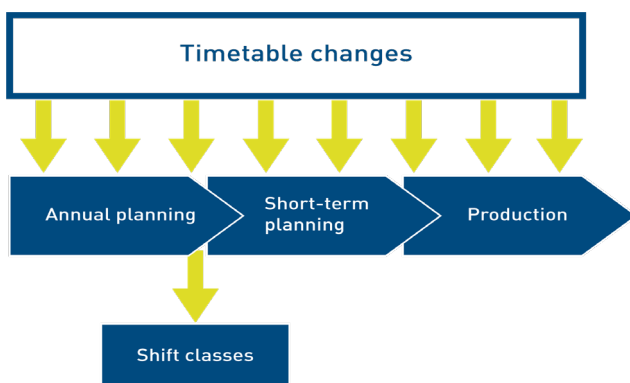 Timetable changes
Annual planning
Short-term
planning
Production
Shift classes